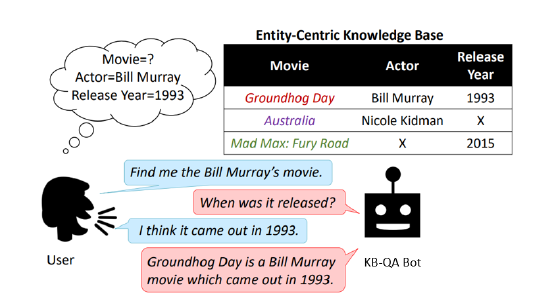 Entity-Centric Knowledge Base
Movie=?
Actor=Bill Murray
Release Year=1993
Movie Actor Release Year
Groundhog Day Bill Murray 1993
Australia Nicole Kidman X
Mad Max: Fury Road X 2015
Find me the Bill Murray's movie.
When was it released?
I think it came out in 1993.
Groundhog Day is a Bill Murray
movie which came out in 1993.
User
KB-QA Bot